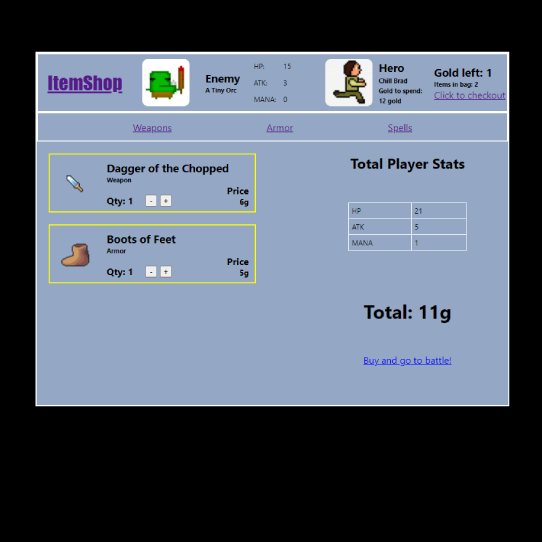 ItemShop
Enemy
A Tiny Orc
HP: 15
ATK: 3
MANA: 0
Hero
Chill Brad
Gold to spend:
12 gold
Gold left: 1
Items in bag: 2
Click to checkout
Weapons
Armor
Spells
Dagger of the Chopped
Weapon
Qty: 1 - +
Price
6g
Boots of Feet
Armor
Qty: 1 - +
Price
5g
Total Player Stats
HP 21
ATK 5
MANA 1
Total: 11g
Buy and go to battle!